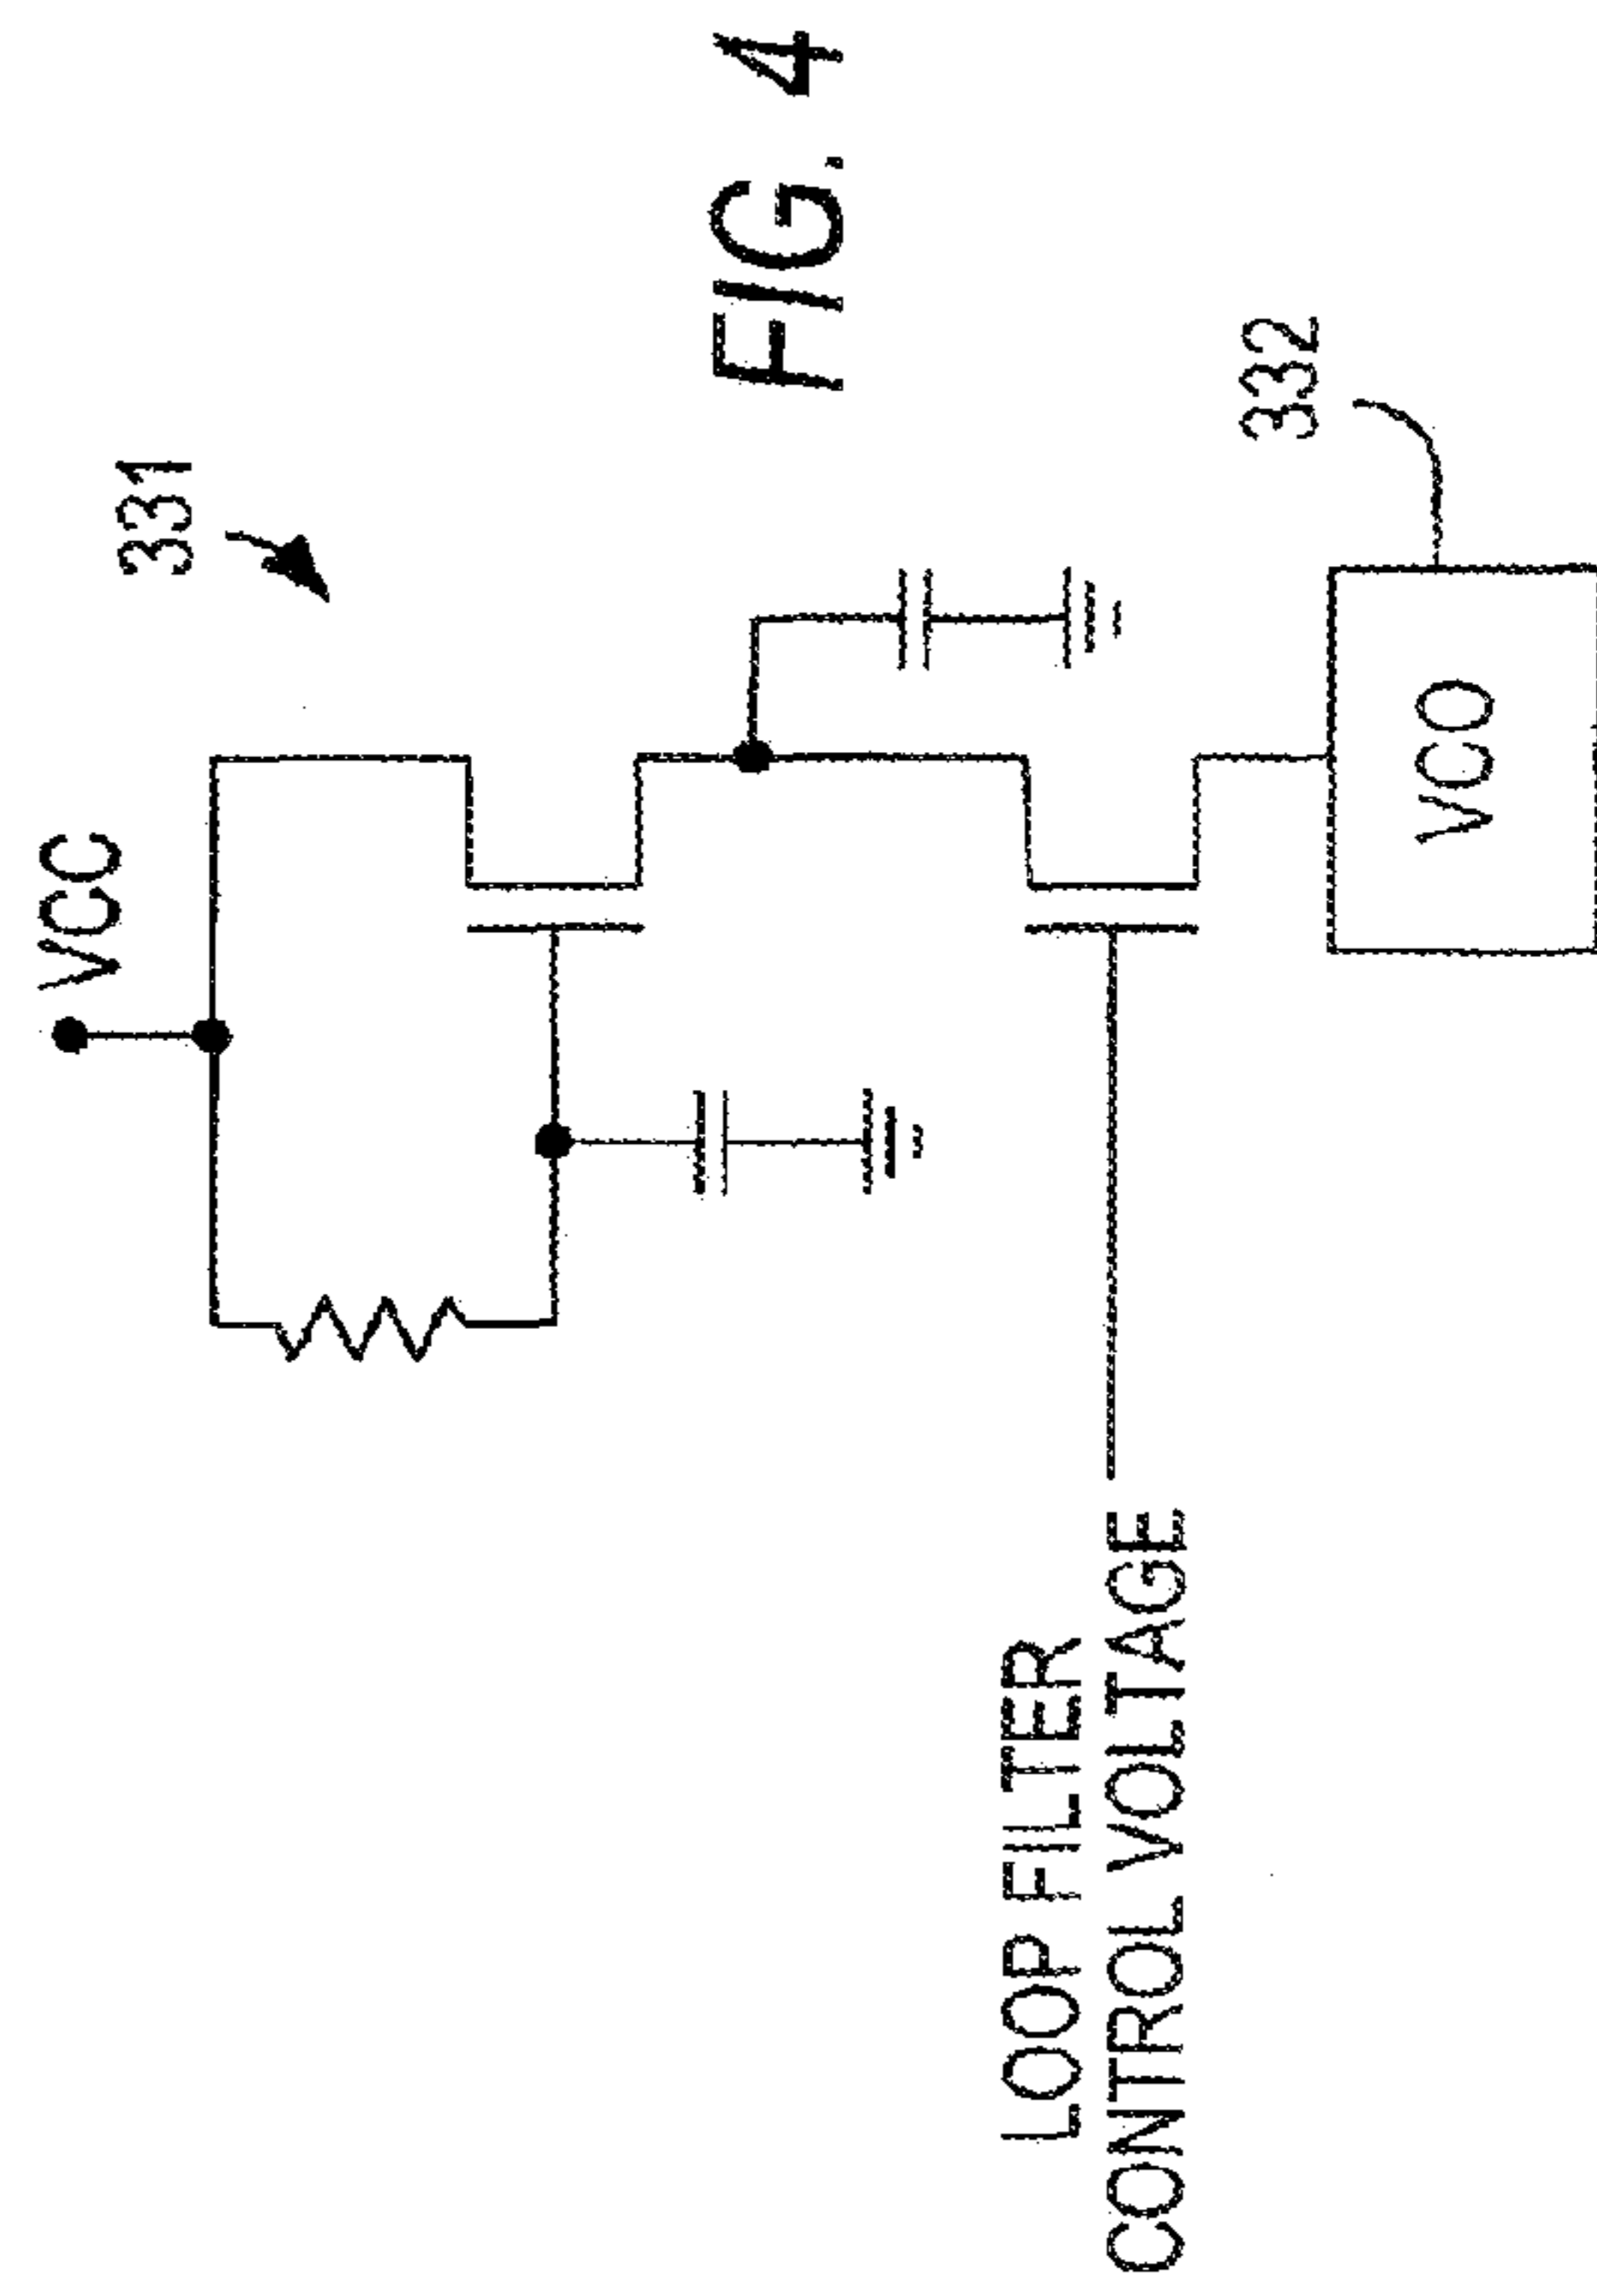 VCC
331
LOOP FILTER
CONTROL VOLTAGE
VCO
332
FIG. 4